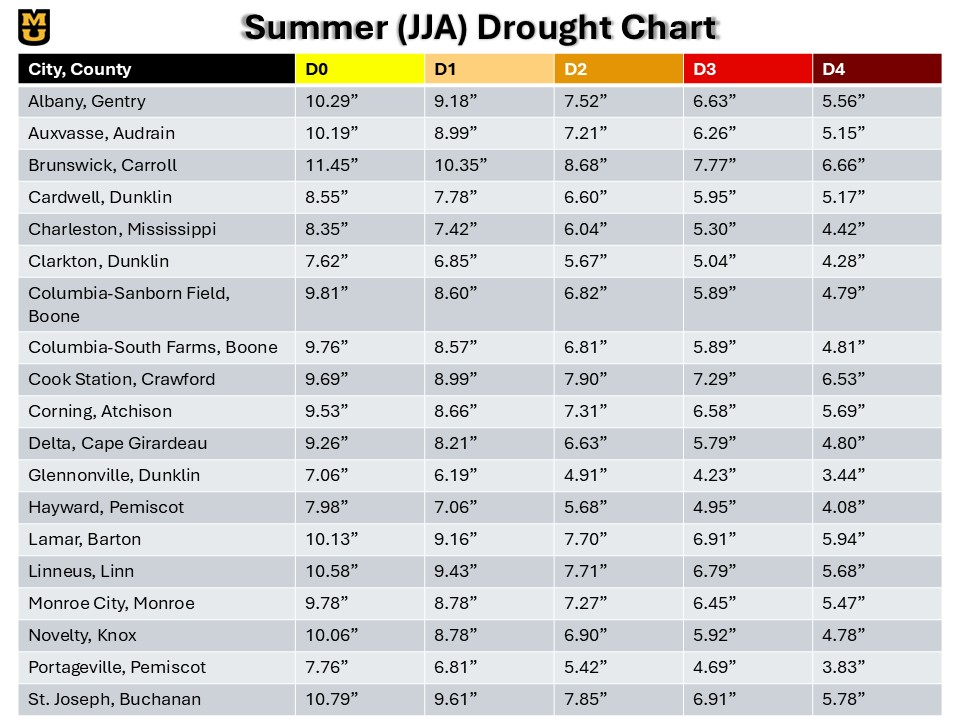 MU
Summer (JJA) Drought Chart
City, County D0 D1 D2 D3 D4
Albany, Gentry 10.29” 9.18” 7.52” 6.63” 5.56”
Auxvasse, Audrain 10.19” 8.99” 7.21” 6.26” 5.15”
Brunswick, Carroll 11.45” 10.35” 8.68” 7.77” 6.66”
Cardwell, Dunklin 8.55” 7.78” 6.60” 5.95” 5.17”
Charleston, Mississippi 8.35” 7.42” 6.04” 5.30” 4.42”
Clarkton, Dunklin 7.62” 6.85” 5.67” 5.04” 4.28”
Columbia-Sanborn Field, 9.81” 8.60” 6.82” 5.89” 4.79”
Boone
Columbia-South Farms, Boone 9.76” 8.57” 6.81” 5.89” 4.81”
Cook Station, Crawford 9.69” 8.99” 7.90” 7.29” 6.53”
Corning, Atchison 9.53” 8.66” 7.31” 6.58” 5.69”
Delta, Cape Girardeau 9.26” 8.21” 6.63” 5.79” 4.80”
Glennonville, Dunklin 7.06” 6.19” 4.91” 4.23” 3.44”
Hayward, Pemiscot 7.98” 7.06” 5.68” 4.95” 4.08”
Lamar, Barton 10.13” 9.16” 7.70” 6.91” 5.94”
Linneus, Linn 10.58” 9.43” 7.71” 6.79” 5.68”
Monroe City, Monroe 9.78” 8.78” 7.27” 6.45” 5.47”
Novelty, Knox 10.06” 8.78” 6.90” 5.92” 4.78”
Portageville, Pemiscot 7.76” 6.81” 5.42” 4.69” 3.83”
St. Joseph, Buchanan 10.79” 9.61” 7.85” 6.91” 5.78”